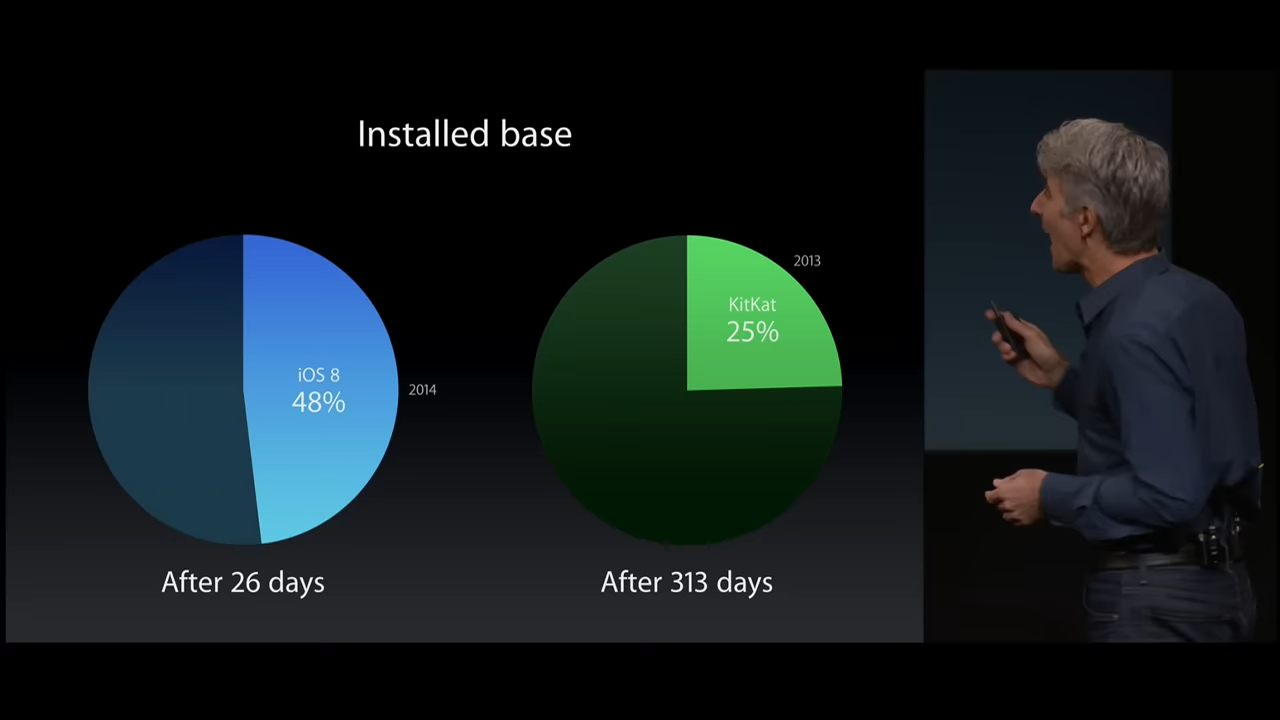 Installed base
iOS 8
48%
2014
After 26 days
2013
KitKat
25%
After 313 days